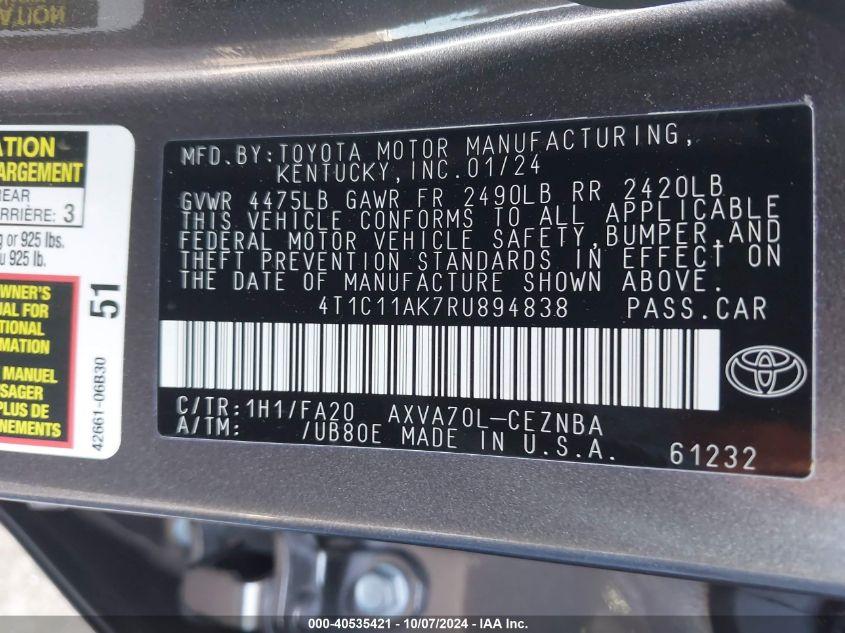 ATION
ARGEMENT
REAR
ARRIÈRE: 3
g or 925 lbs.
u 925 lb.
OWNER'S
UAL FOR
TIONAL
RMATION
MANUEL
USAGER
PLUS DE
NEMENTS
51
42661-06B30
MFD.BY:TOYOTA MOTOR MANUFACTURING,
KENTUCKY,INC.01/24
GVWR 4475LB GAWR FR 2490LB RR 2420LB
THIS VEHICLE CONFORMS TO ALL APPLICABLE
FEDERAL MOTOR VEHICLE SAFETY,BUMPER,AND
THEFT PREVENTION STANDARDS IN EFFECT ON
THE DATE OF MANUFACTURE SHOWN ABOVE.
4T1C11AK7RU894838 PASS.CAR
C/TR:1H1/FA20 AXVA70L-CEZNBA
A/TM: /UB80E MADE IN U.S.A.
61232
000-40535421 - 10/07/2024 - IAA Inc.